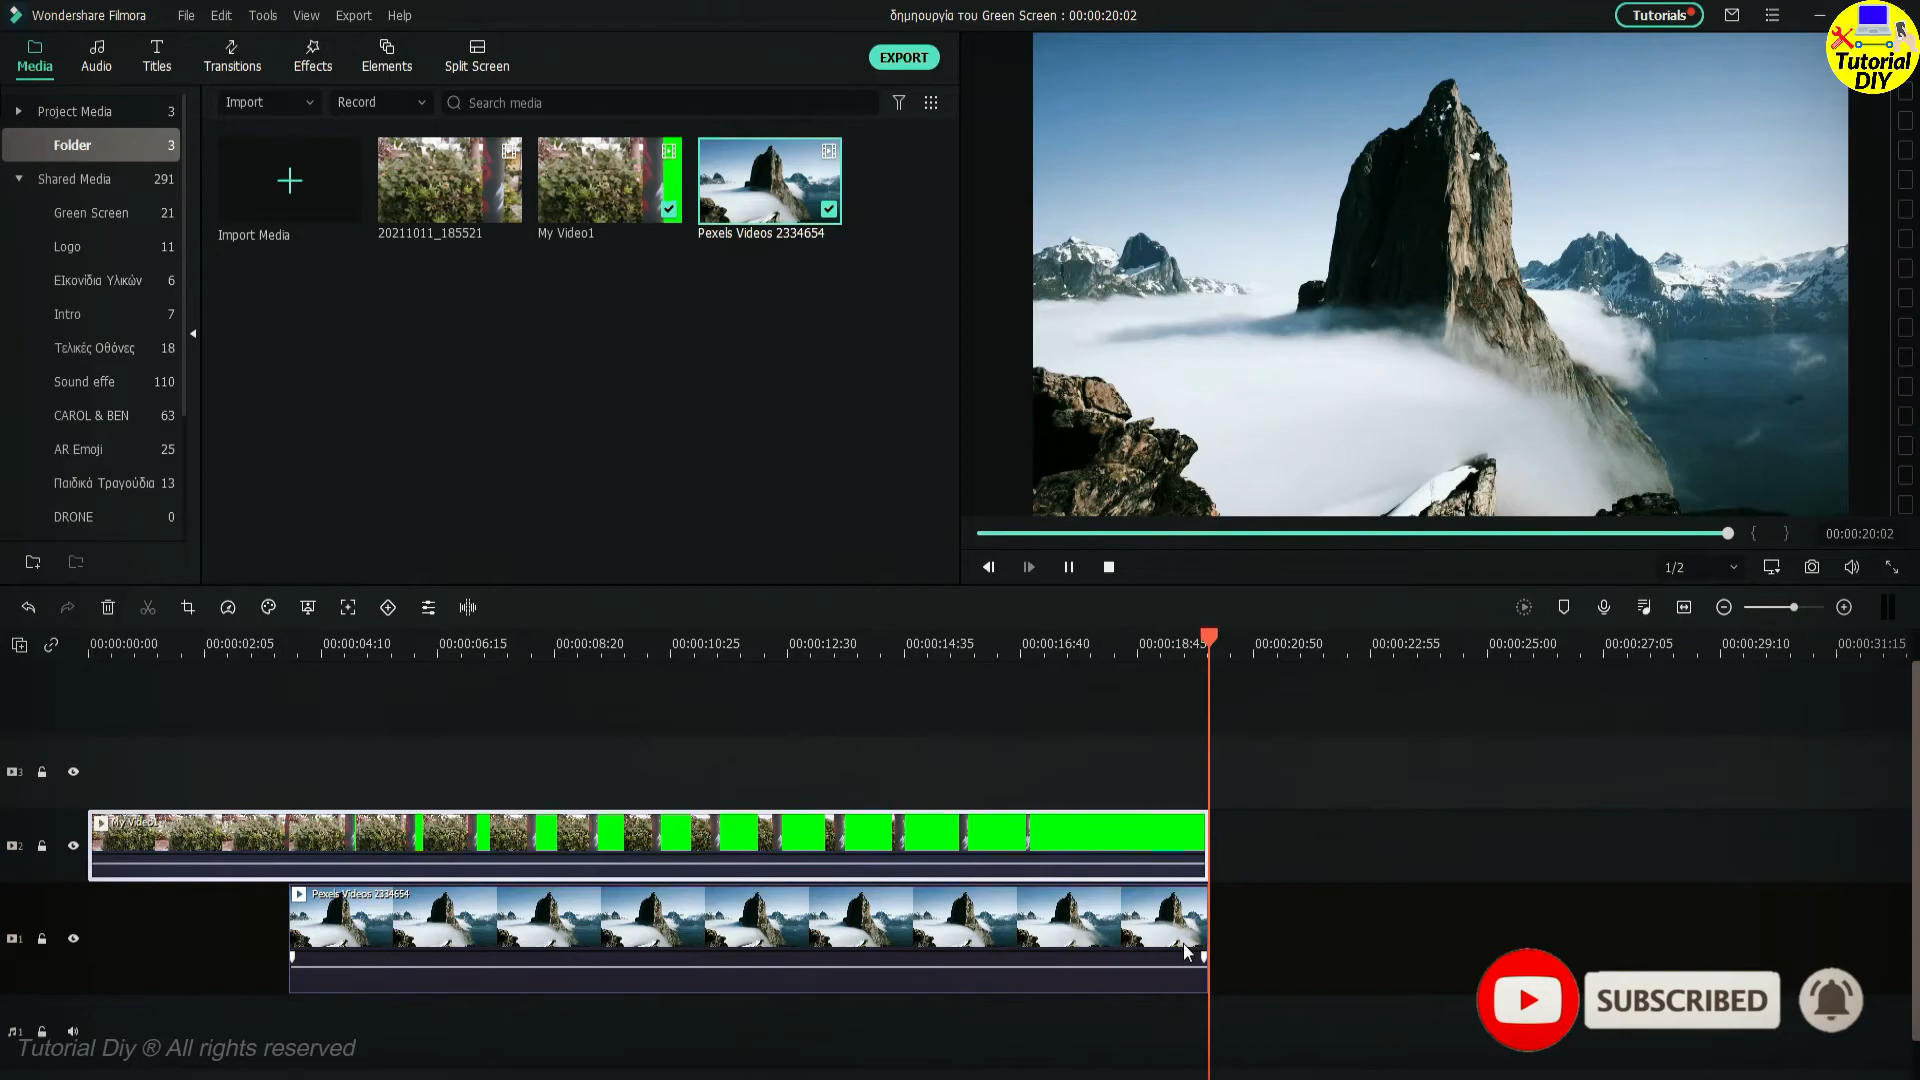 Wondershare Filmora
File Edit Tools View Export Help
δημηουργία του Green Screen : 00:00:20:02
Tutorials
Tutorial
DIY
Media Audio Titles Transitions Effects Elements Split Screen
EXPORT
Import Record Search media
Project Media 3
Folder 3
Shared Media 291
Green Screen 21
Logo 11
ΕΙκονίδια Υλικών 6
Intro 7
Τελικές Οθόνες 18
Sound effe 110
CAROL & BEN 63
AR Emoji 25
Παιδικά Τραγούδια 13
DRONE 0
Import Media
20211011_185521
My Video1
Pexels Videos 2334654
00:00:20:02
1/2
00:00:00:00 00:00:02:05 00:00:04:10 00:00:06:15 00:00:08:20 00:00:10:25 00:00:12:30 00:00:14:35 00:00:16:40 00:00:18:45 00:00:20:50 00:00:22:55 00:00:25:00 00:00:27:05 00:00:29:10 00:00:31:15
3
2
My Video1
1
Pexels Videos 2334654
1
SUBSCRIBED
Tutorial Diy ® All rights reserved